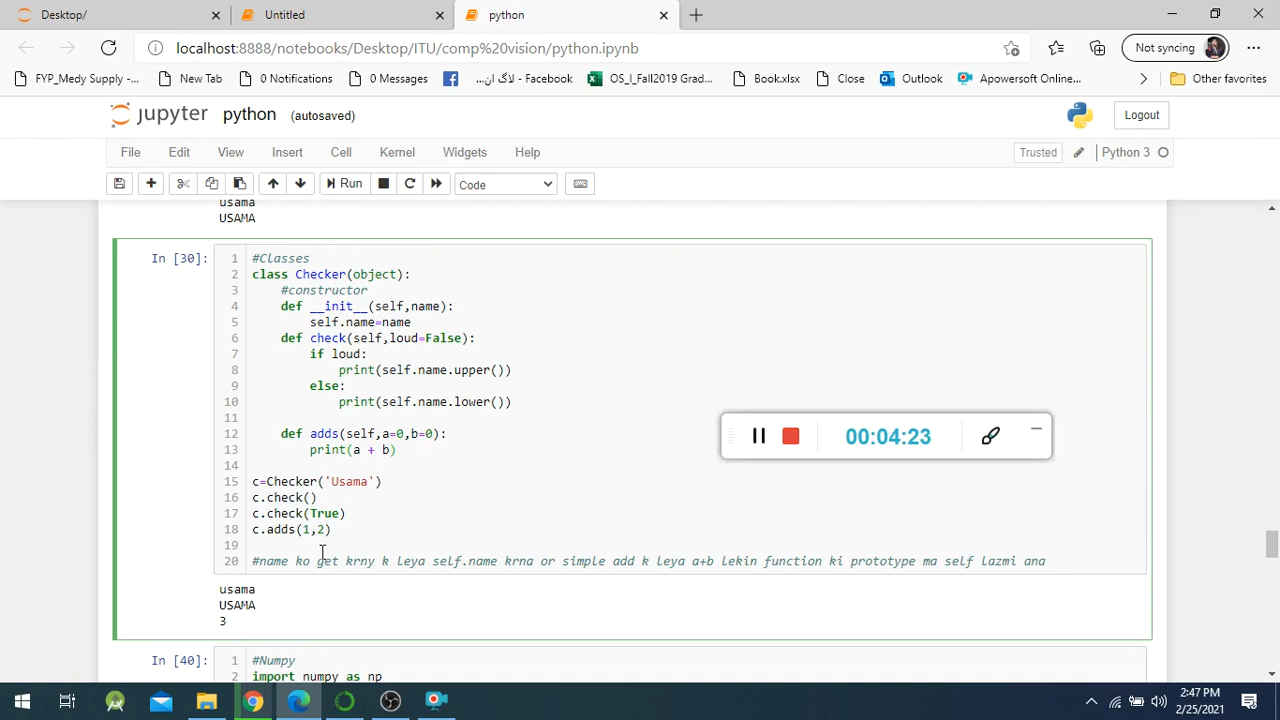 Desktop/
Untitled
python
localhost:8888/notebooks/Desktop/ITU/comp%20vision/python.ipynb
Not syncing
FYP_Medy Supply -...
New Tab
0 Notifications
0 Messages
لاگ ان... - Facebook
OS_I_Fall2019 Grad...
Book.xlsx
Close
Outlook
Apowersoft Onlin...
Other favorites
jupyter python (autosaved)
Logout
File Edit View Insert Cell Kernel Widgets Help
Trusted
Python 3
Run
Code
usama
USAMA
In [30]:
1 #Classes
2 class Checker(object):
3 #constructor
4 def __init__(self,name):
5 self.name=name
6 def check(self,loud=False):
7 if loud:
8 print(self.name.upper())
9 else:
10 print(self.name.lower())
11
12 def adds(self,a=0,b=0):
13 print(a + b)
14
15 c=Checker('Usama')
16 c.check()
17 c.check(True)
18 c.adds(1,2)
19
20 #name ko get krny k leya self.name krna or simple add k leya a+b lekin function ki prototype ma self lazmi ana
00:04:23
usama
USAMA
3
In [40]:
1 #Numpy
2 import numpy as np
2:47 PM
2/25/2021